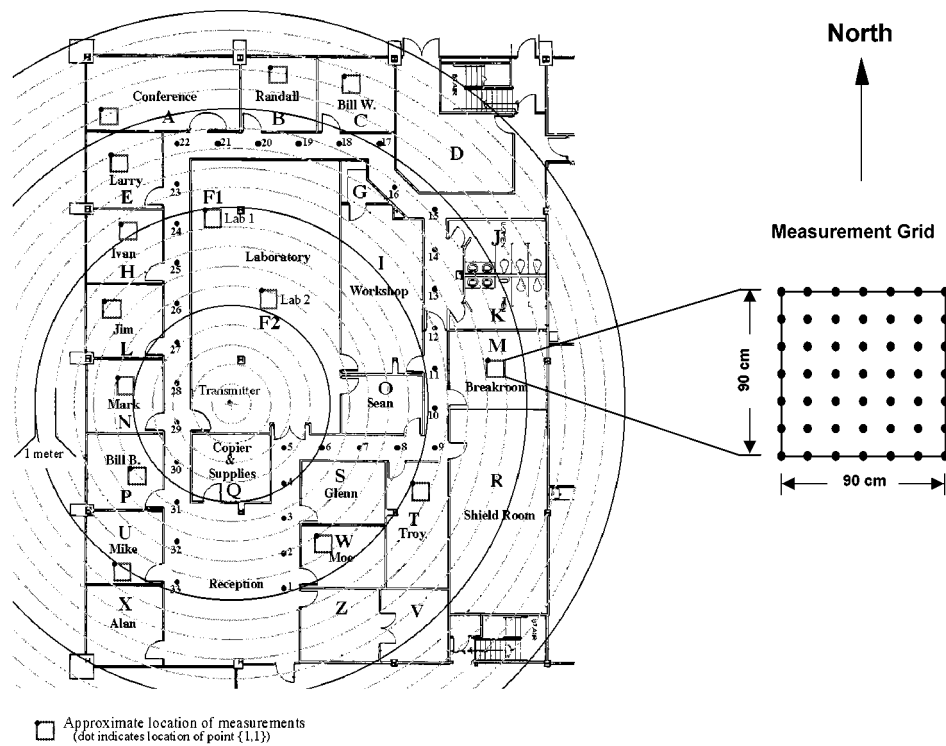 North
Conference
A
Randall
B
Bill W.
C
D
22
21
20
19
18
17
Larry
E
23
F1
Lab 1
G
16
15
Ivan
H
24
25
Laboratory
I
Workshop
14
J
13
K
Measurement Grid
Jim
L
26
27
Lab 2
F2
12
M
Breakroom
11
10
Transmitter
28
29
Mark
N
O
Sean
90 cm
90 cm
1 meter
Bill B.
P
30
31
Copier
&
Supplies
Q
5
6
7
8
9
4
3
S
Glenn
T
Troy
R
Shield Room
U
Mike
32
33
2
1
W
Moe
Reception
X
Alan
Z
V
Approximate location of measurements
(dot indicates location of point {1,1})